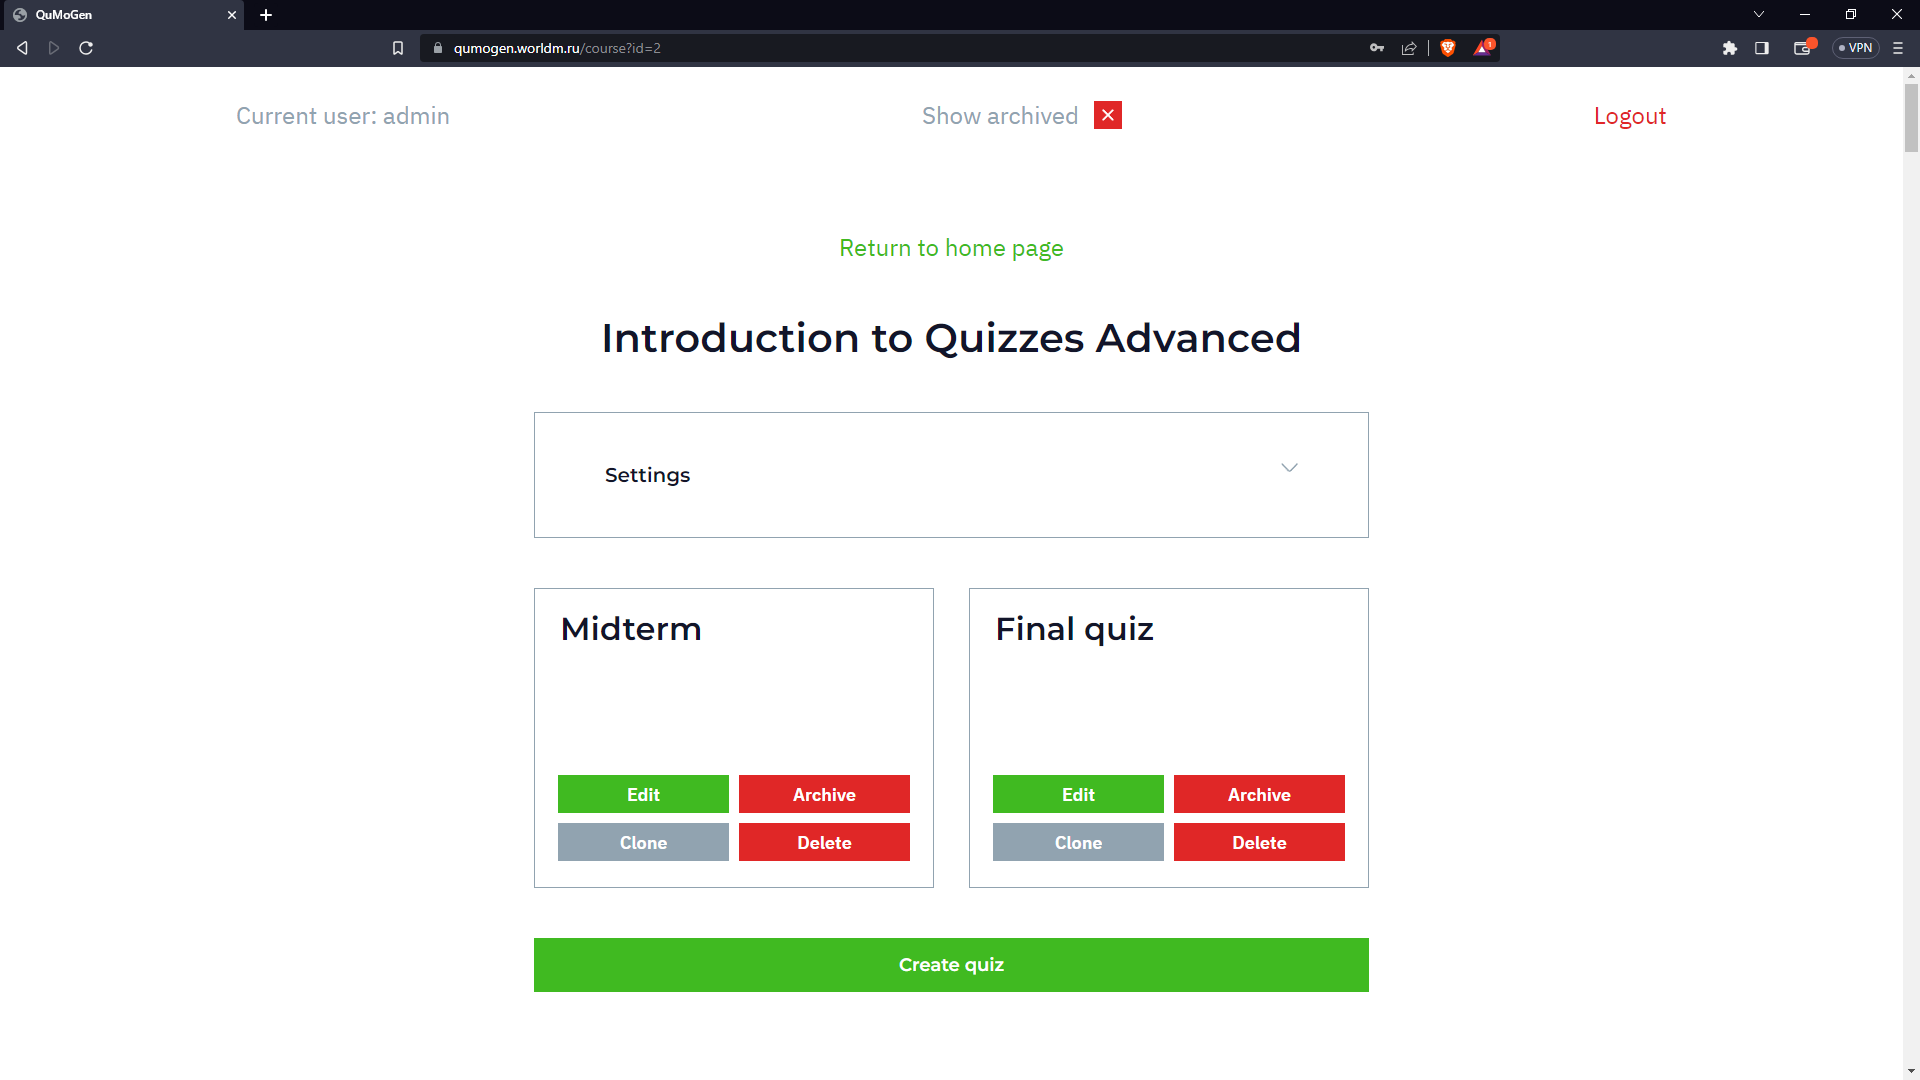 QuMoGen
qumogen.worldm.ru/course?id=2
1
VPN
Current user: admin
Show archived
Logout
Return to home page
Introduction to Quizzes Advanced
Settings
Midterm
Edit
Archive
Clone
Delete
Final quiz
Edit
Archive
Clone
Delete
Create quiz